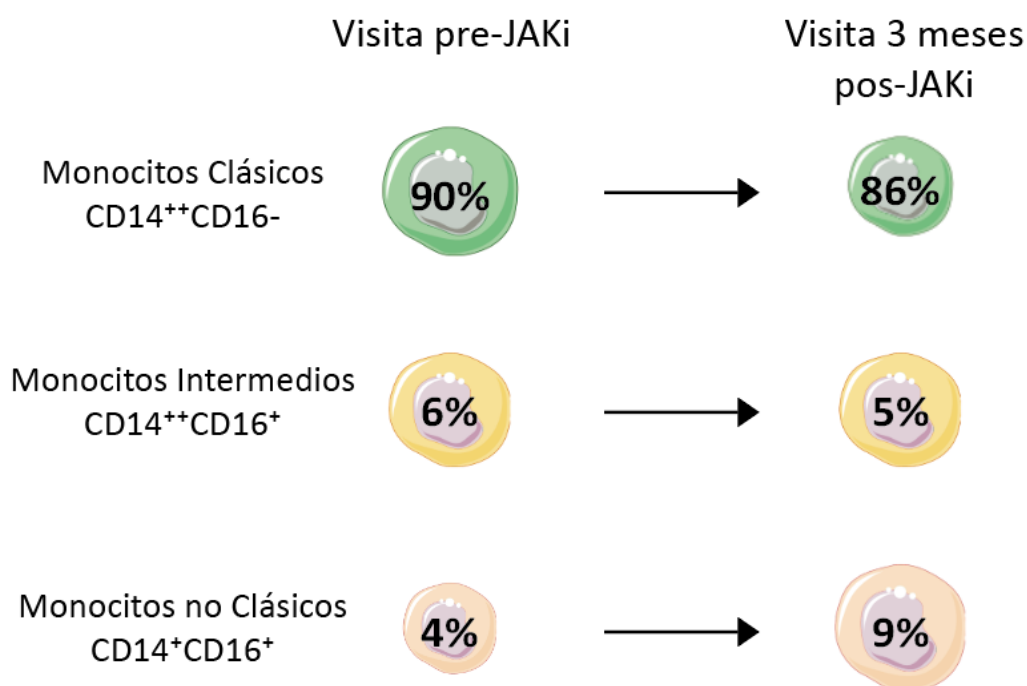 Visita pre-JAKi
Visita 3 meses
pos-JAKi
Monocitos Clásicos
CD14⁺⁺CD16-
90%
86%
Monocitos Intermedios
CD14⁺⁺CD16⁺
6%
5%
Monocitos no Clásicos
CD14⁺CD16⁺
4%
9%